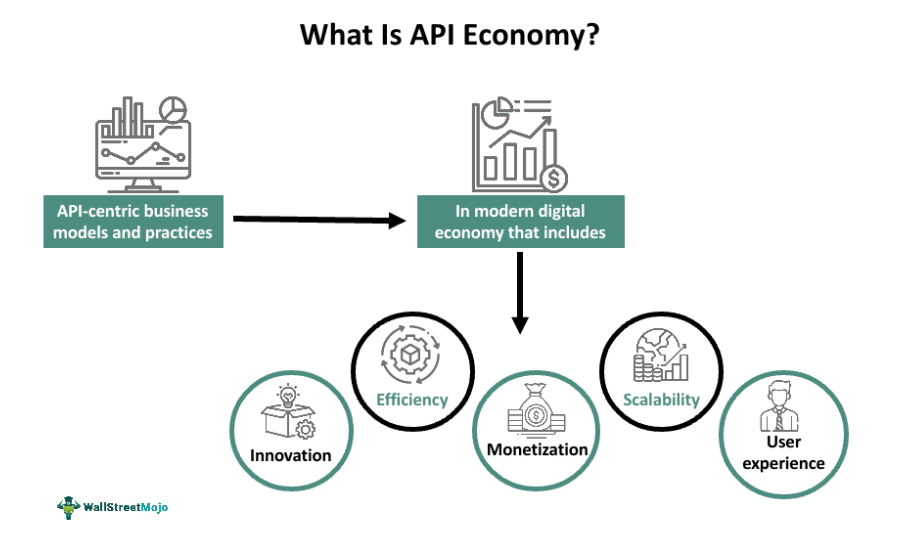 What Is API Economy?
API-centric business
models and practices
In modern digital
economy that includes
Innovation
Efficiency
Monetization
Scalability
User
experience
WallStreetMojo